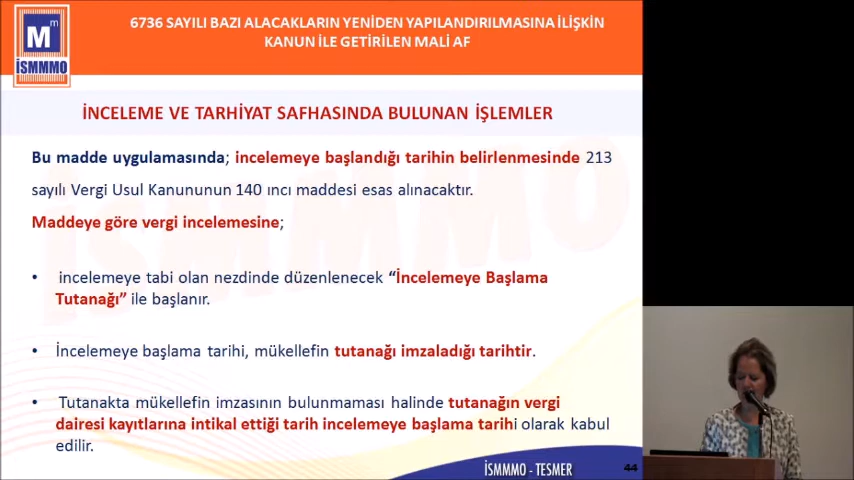 6736 SAYILI BAZI ALACAKLARIN YENİDEN YAPILANDIRILMASINA İLİŞKİN
KANUN İLE GETİRİLEN MALİ AF
Mm
İSMMMO
İNCELEME VE TARHİYAT SAFHASINDA BULUNAN İŞLEMLER
Bu madde uygulamasında; incelemeye başlandığı tarihin belirlenmesinde 213
sayılı Vergi Usul Kanununun 140 ıncı maddesi esas alınacaktır.
Maddeye göre vergi incelemesine;
• incelemeye tabi olan nezdinde düzenlenecek “İncelemeye Başlama
Tutanağı” ile başlanır.
• İncelemeye başlama tarihi, mükellefin tutanağı imzaladığı tarihtir.
• Tutanakta mükellefin imzasının bulunmaması halinde tutanağın vergi
dairesi kayıtlarına intikal ettiği tarih incelemeye başlama tarihi olarak kabul
edilir.
İSMMMO - TESMER
44